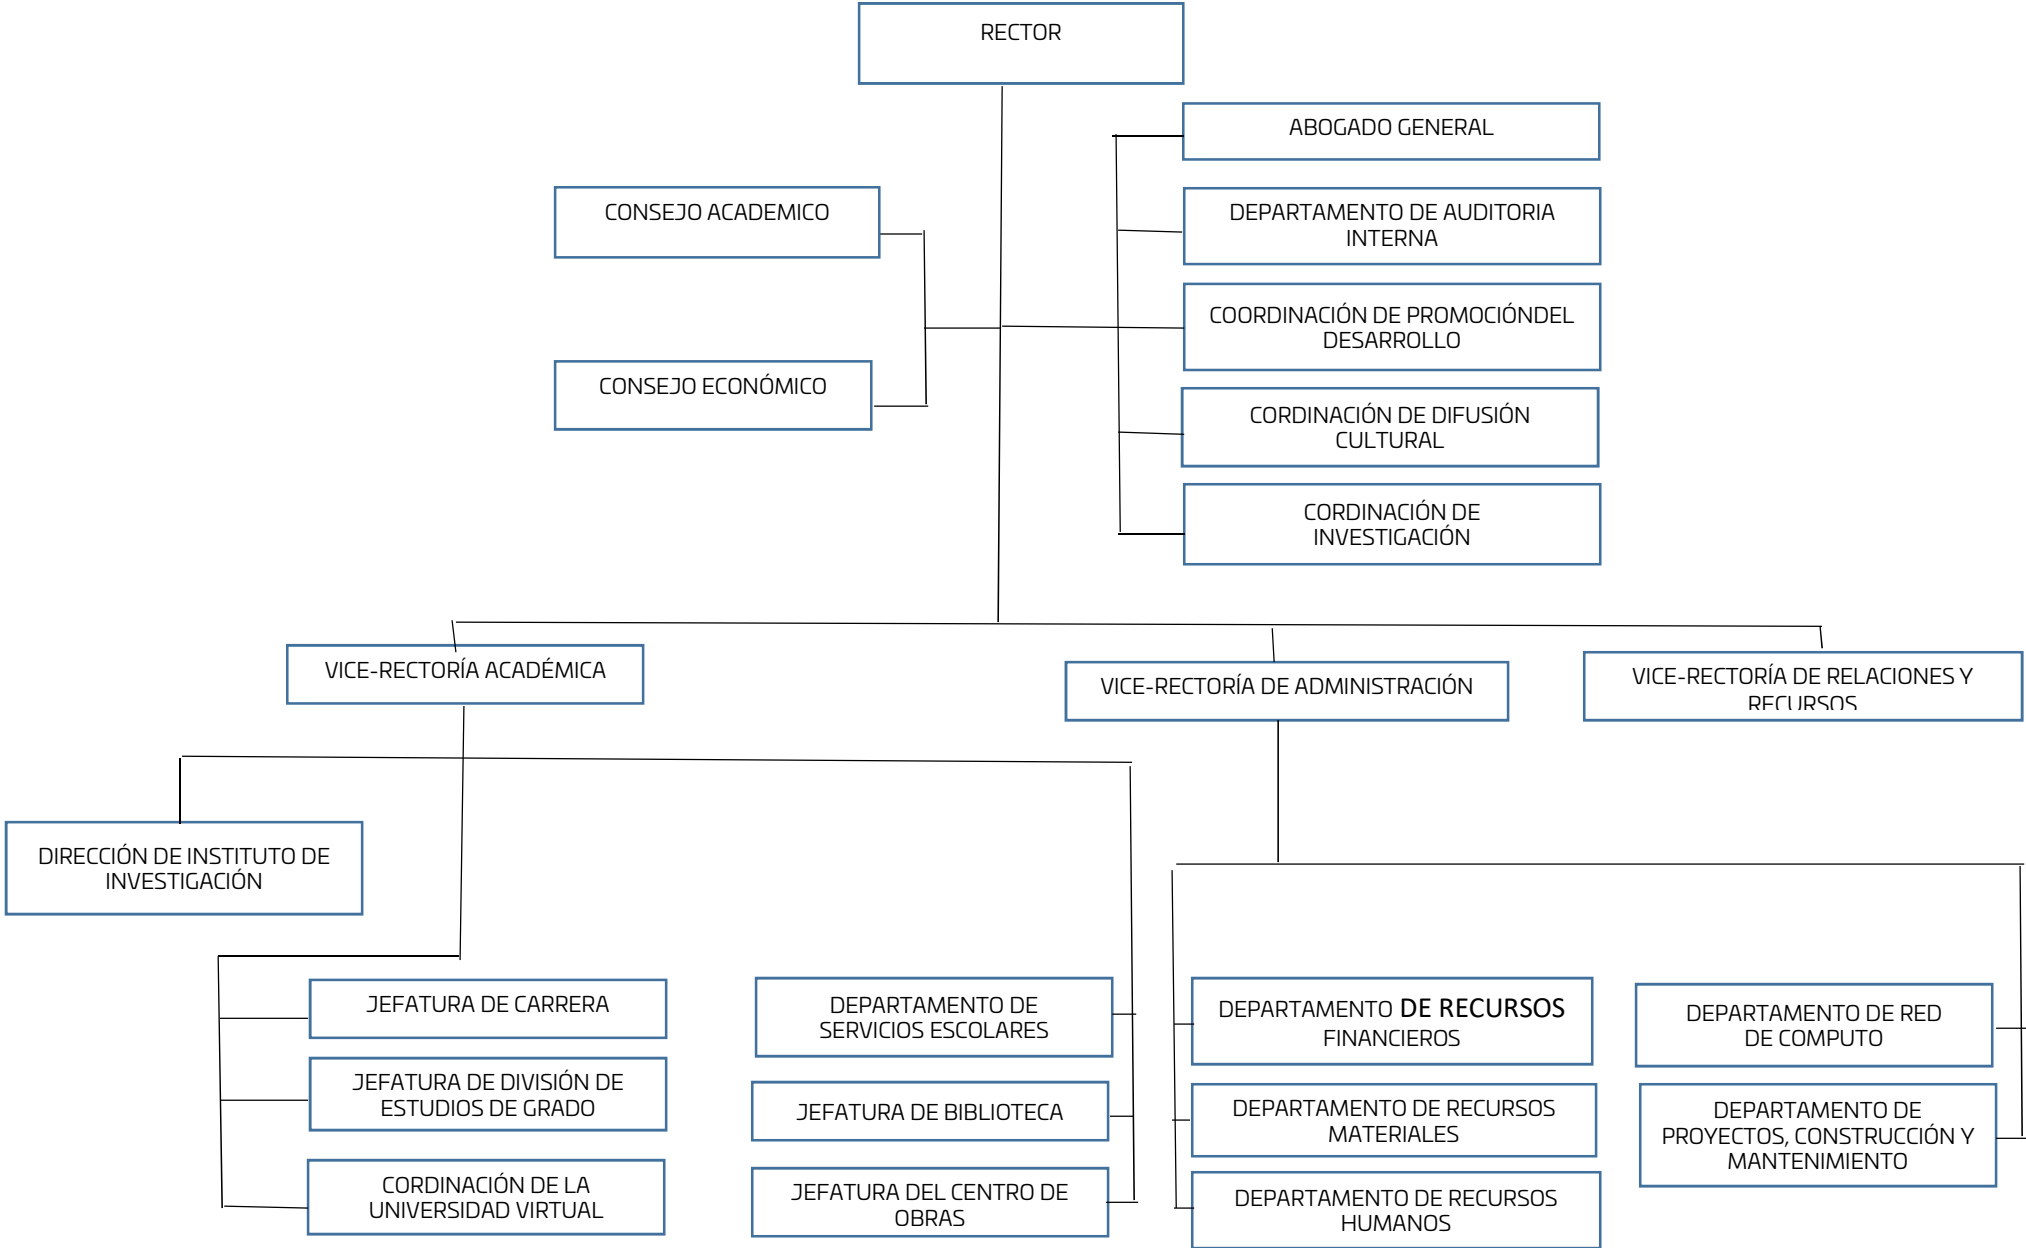 RECTOR
ABOGADO GENERAL
CONSEJO ACADEMICO
DEPARTAMENTO DE AUDITORIA
INTERNA
COORDINACIÓN DE PROMOCIÓNDEL
DESARROLLO
CONSEJO ECONÓMICO
CORDINACIÓN DE DIFUSIÓN
CULTURAL
CORDINACIÓN DE
INVESTIGACIÓN
VICE-RECTORÍA ACADÉMICA
VICE-RECTORÍA DE ADMINISTRACIÓN
VICE-RECTORÍA DE RELACIONES Y
RECURSOS
DIRECCIÓN DE INSTITUTO DE
INVESTIGACIÓN
JEFATURA DE CARRERA
JEFATURA DE DIVISIÓN DE
ESTUDIOS DE GRADO
CORDINACIÓN DE LA
UNIVERSIDAD VIRTUAL
DEPARTAMENTO DE
SERVICIOS ESCOLARES
JEFATURA DE BIBLIOTECA
JEFATURA DEL CENTRO DE
OBRAS
DEPARTAMENTO DE RECURSOS
FINANCIEROS
DEPARTAMENTO DE RECURSOS
MATERIALES
DEPARTAMENTO DE RECURSOS
HUMANOS
DEPARTAMENTO DE RED
DE COMPUTO
DEPARTAMENTO DE
PROYECTOS, CONSTRUCCIÓN Y
MANTENIMIENTO